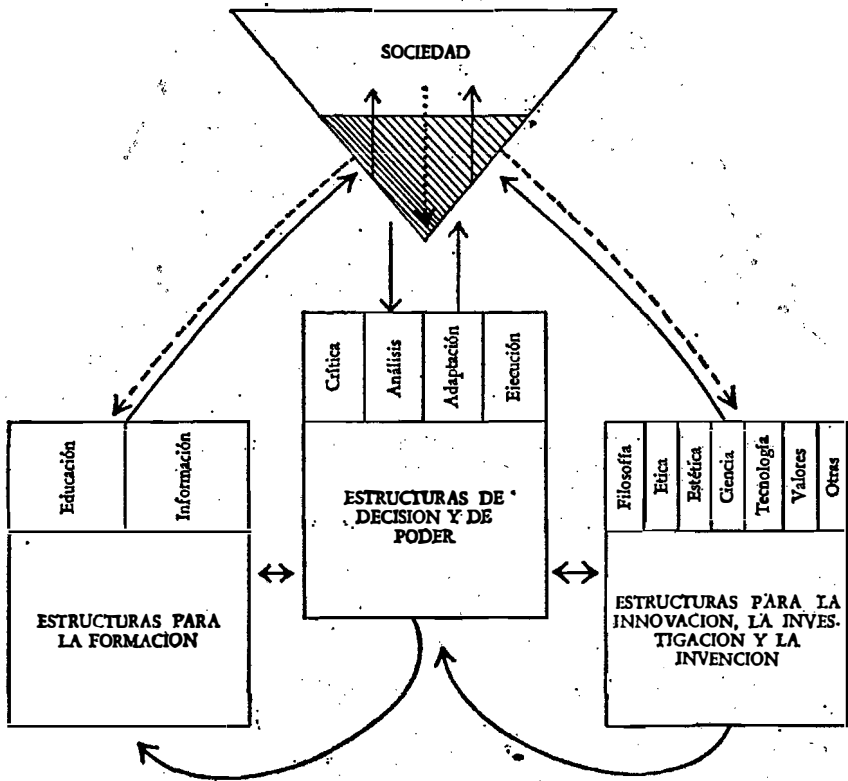 SOCIEDAD
Crítica
Análisis
Adaptación
Ejecución
ESTRUCTURAS DE
DECISION Y DE
PODER
Educación
Información
ESTRUCTURAS PARA
LA FORMACION
Filosofía
Etica
Estética
Ciencia
Tecnología
Valores
Otras
ESTRUCTURAS PARA LA
INNOVACION, LA INVES-
TIGACION Y LA
INVENCION